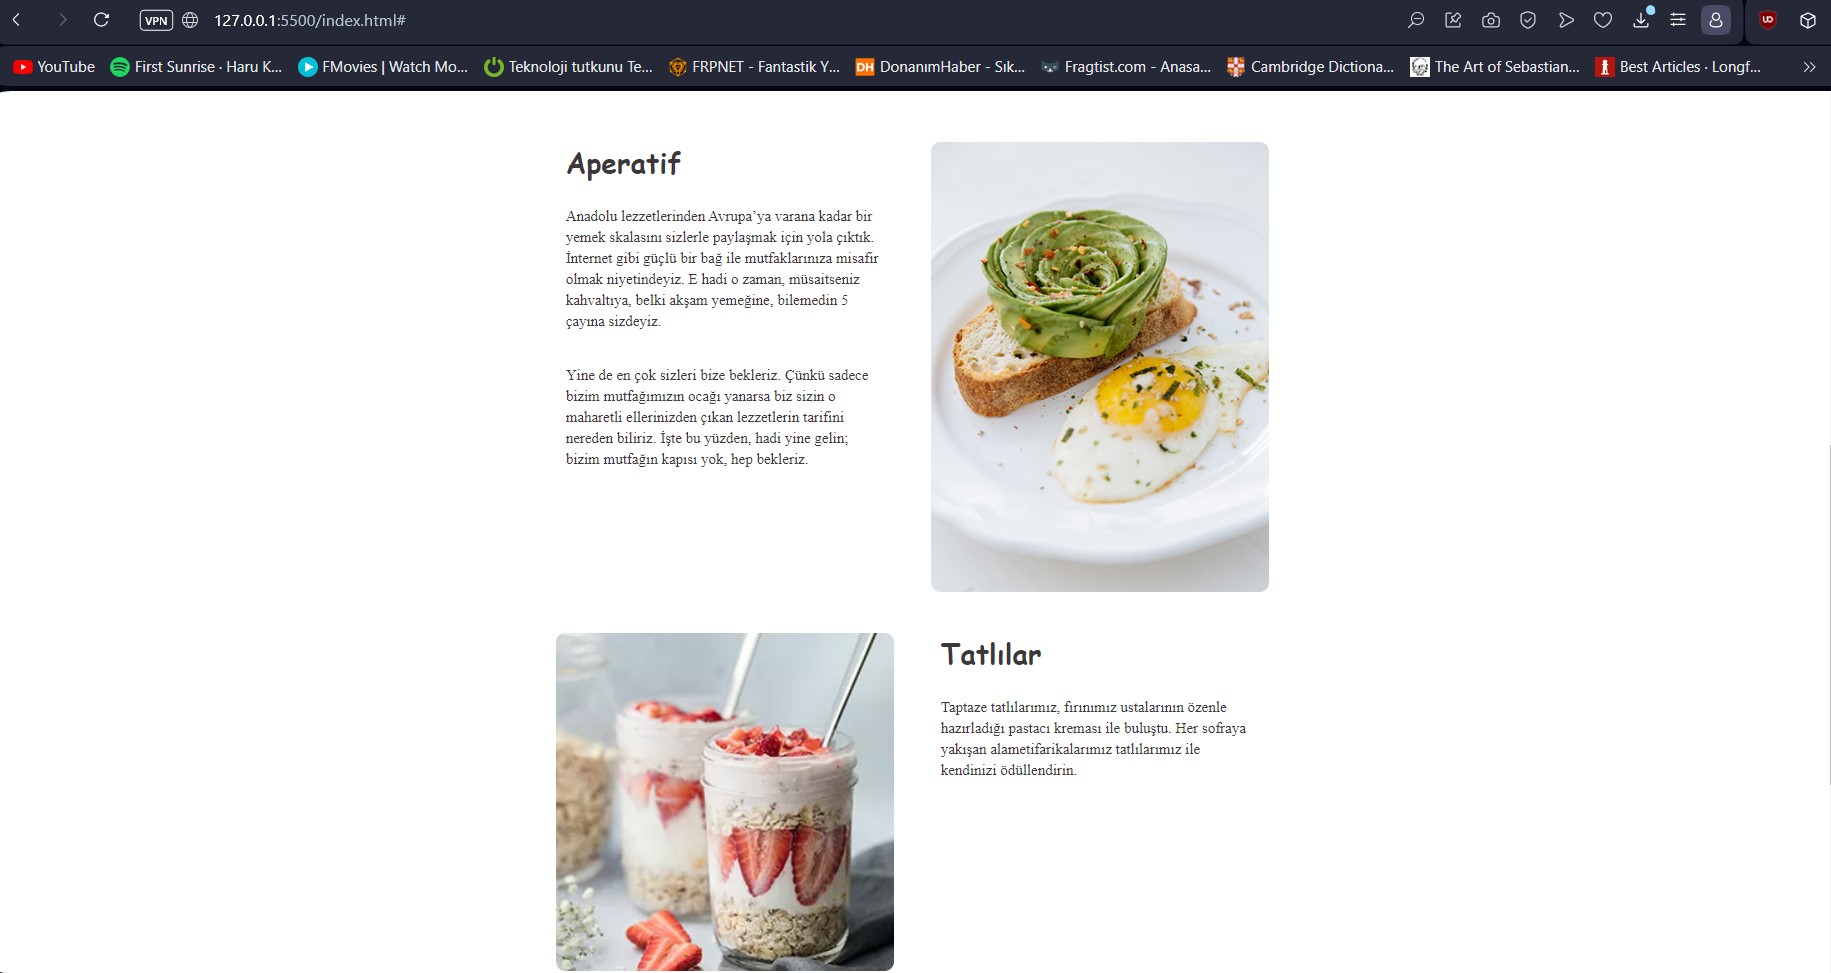 VPN 127.0.0.1:5500/index.html#
YouTube First Sunrise · Haru K... FMovies | Watch Mo... Teknoloji tutkunu Te... FRPNET - Fantastik Y... DH DonanımHaber - Sık... Fragtist.com - Anasa... Cambridge Dictiona... The Art of Sebastian... Best Articles · Longf...
Aperatif
Anadolu lezzetlerinden Avrupa’ya varana kadar bir
yemek skalasını sizlerle paylaşmak için yola çıktık.
İnternet gibi güçlü bir bağ ile mutfaklarınıza misafir
olmak niyetindeyiz. E hadi o zaman, müsaitseniz
kahvaltıya, belki akşam yemeğine, bilemedin 5
çayına sizdeyiz.
Yine de en çok sizleri bize bekleriz. Çünkü sadece
bizim mutfağımızın ocağı yanarsa biz sizin o
maharetli ellerinizden çıkan lezzetlerin tarifini
nereden biliriz. İşte bu yüzden, hadi yine gelin;
bizim mutfağın kapısı yok, hep bekleriz.
Tatlılar
Taptaze tatlılarımız, fırınımız ustalarının özenle
hazırladığı pastacı kreması ile buluştu. Her sofraya
yakışan alametifarikalarımız tatlılarımız ile
kendinizi ödüllendirin.